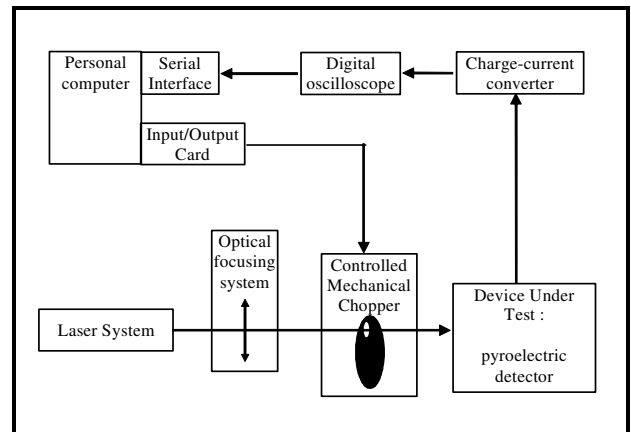 Personal
computer
Serial
Interface
Digital
oscilloscope
Charge-current
converter
Input/Output
Card
Optical
focusing
system
Controlled
Mechanical
Chopper
Device Under
Test :
pyroelectric
detector
Laser System